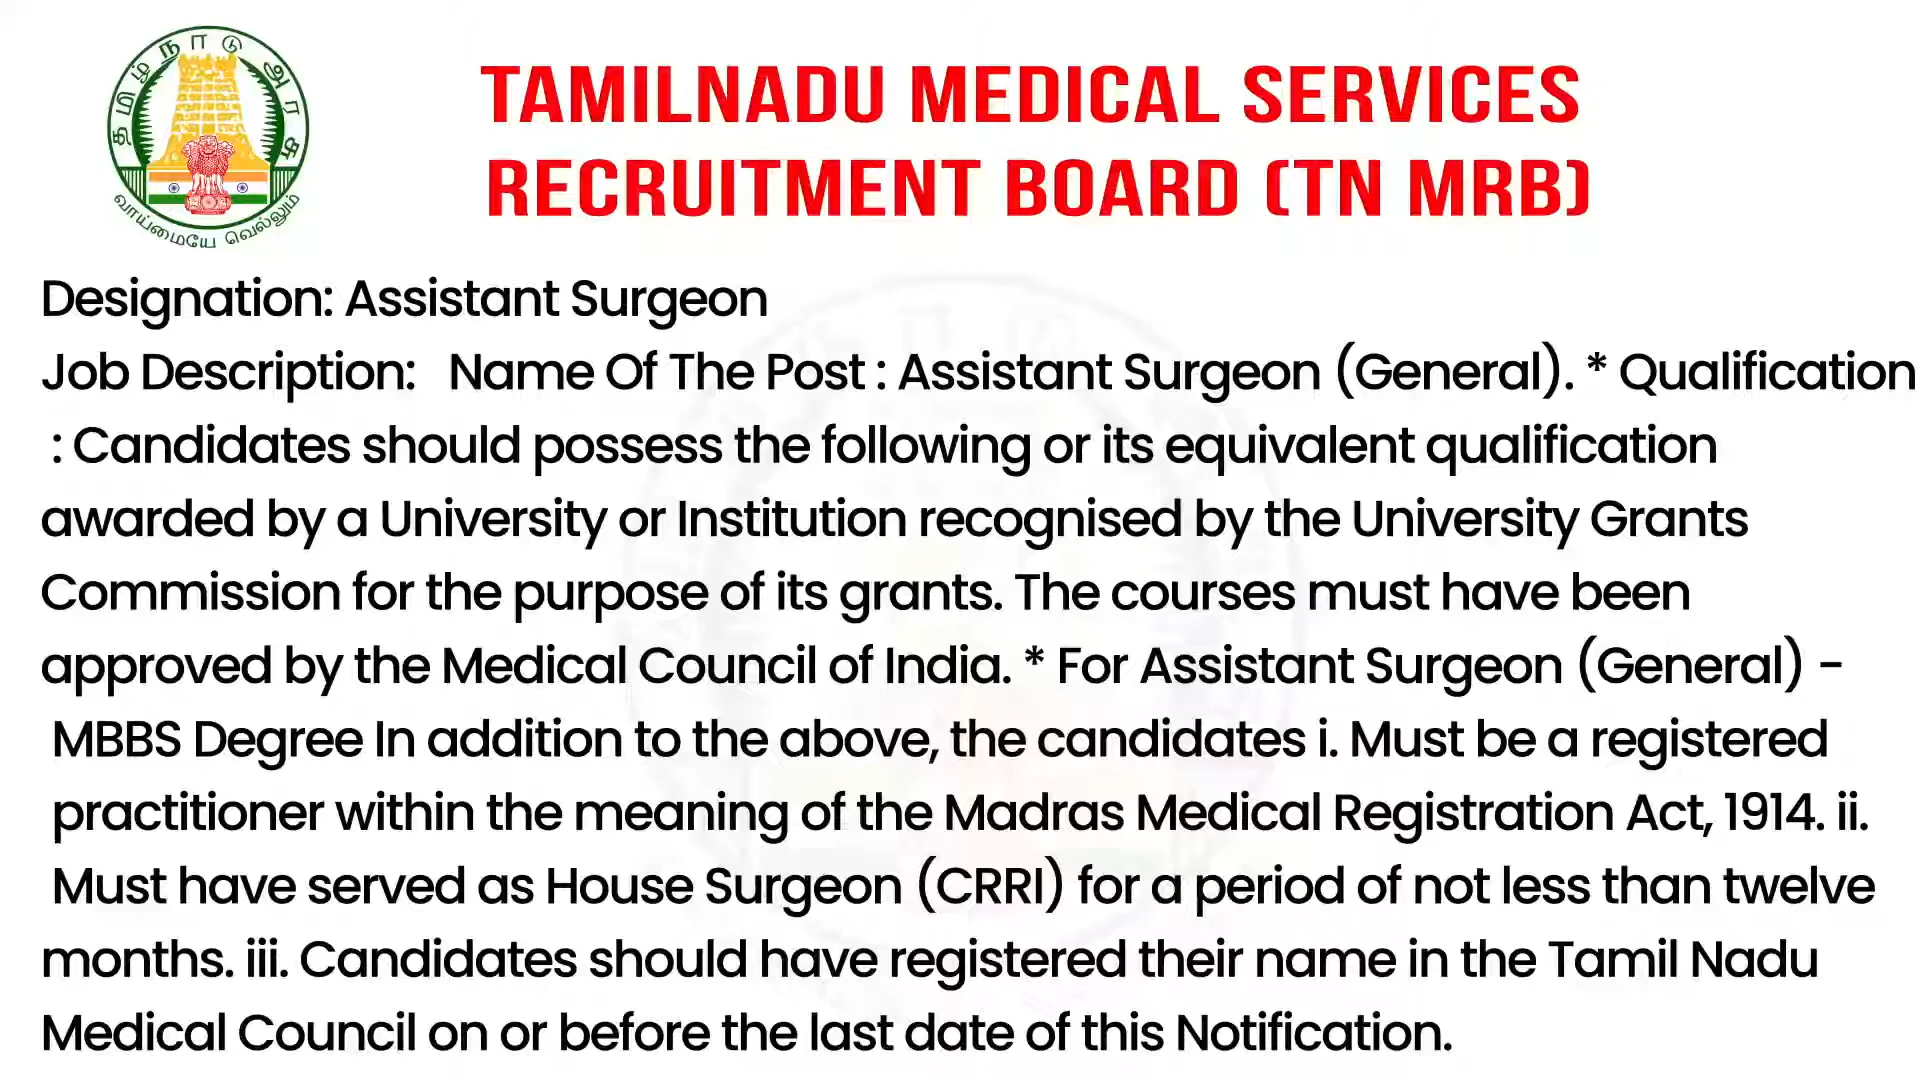 தமிழ்நாடு அரசு
வாய்மையே வெல்லும்
TAMILNADU MEDICAL SERVICES
RECRUITMENT BOARD (TN MRB)
Designation: Assistant Surgeon
Job Description:   Name Of The Post : Assistant Surgeon (General). * Qualification
: Candidates should possess the following or its equivalent qualification
awarded by a University or Institution recognised by the University Grants
Commission for the purpose of its grants. The courses must have been
approved by the Medical Council of India. * For Assistant Surgeon (General) -
MBBS Degree In addition to the above, the candidates i. Must be a registered
practitioner within the meaning of the Madras Medical Registration Act, 1914. ii.
Must have served as House Surgeon (CRRI) for a period of not less than twelve
months. iii. Candidates should have registered their name in the Tamil Nadu
Medical Council on or before the last date of this Notification.